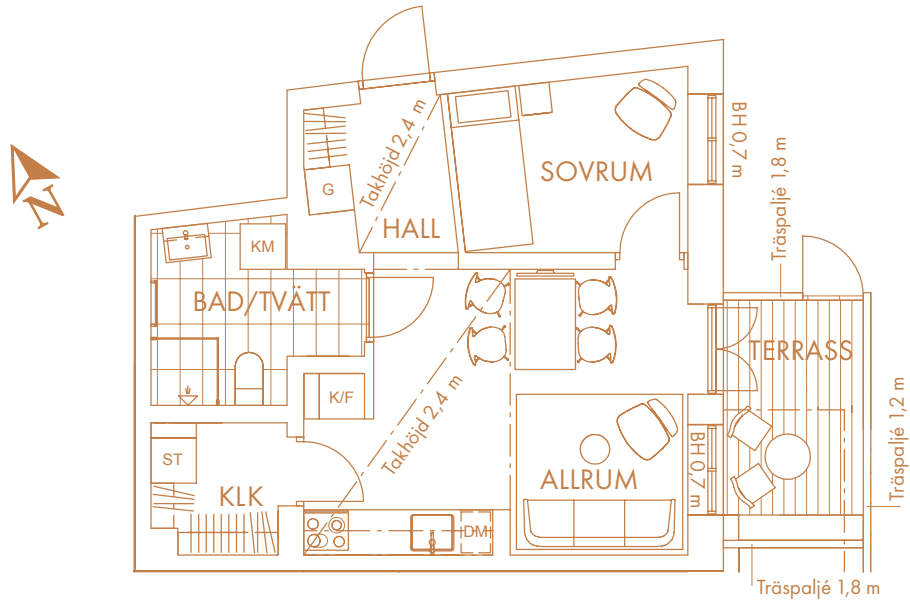 Takhöjd 2,4 m
BH 0,7 m
SOVRUM
Träspaljé 1,8 m
G
HALL
N
KM
BAD/TVÄTT
TERRASS
K/F
Takhöjd 2,4 m
Träspaljé 1,2 m
ST
BH 0,7 m
ALLRUM
KLK
DM
Träspaljé 1,8 m